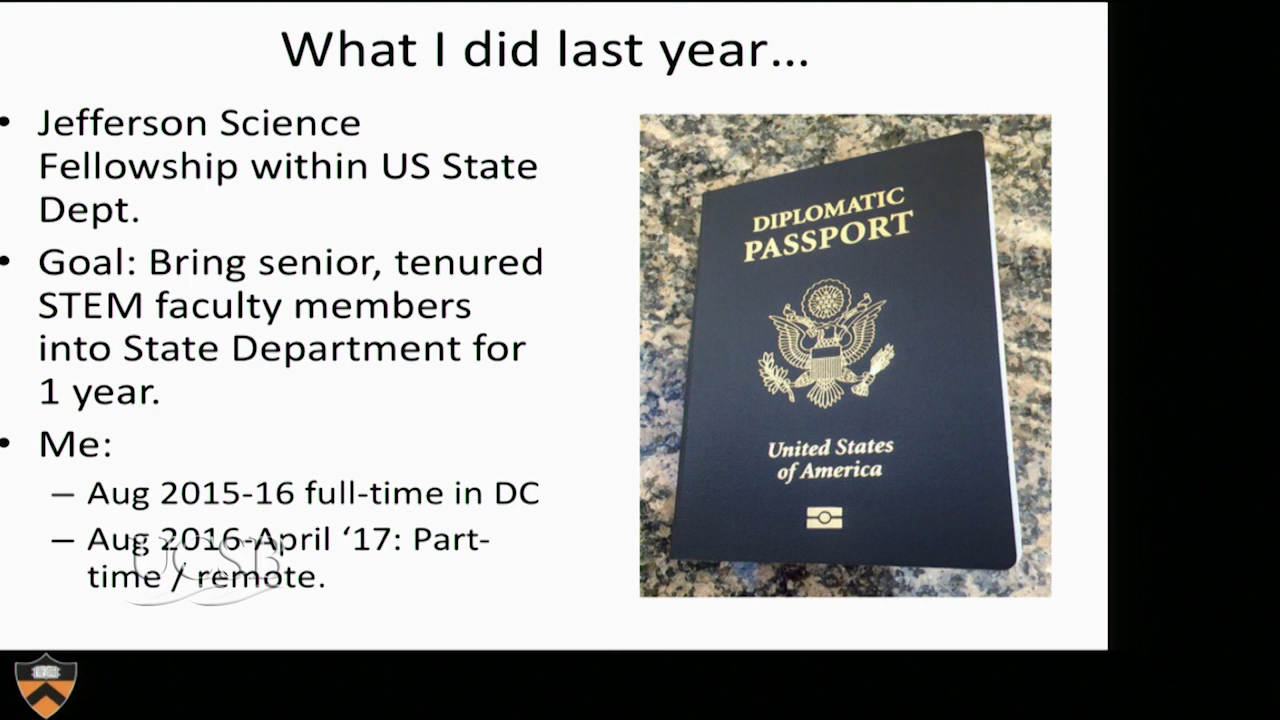 What I did last year...
• Jefferson Science
Fellowship within US State
Dept.
• Goal: Bring senior, tenured
STEM faculty members
into State Department for
1 year.
• Me:
– Aug 2015-16 full-time in DC
– Aug 2016-April ‘17: Part-
time / remote.
UCSB
DIPLOMATIC
PASSPORT
United States
of America